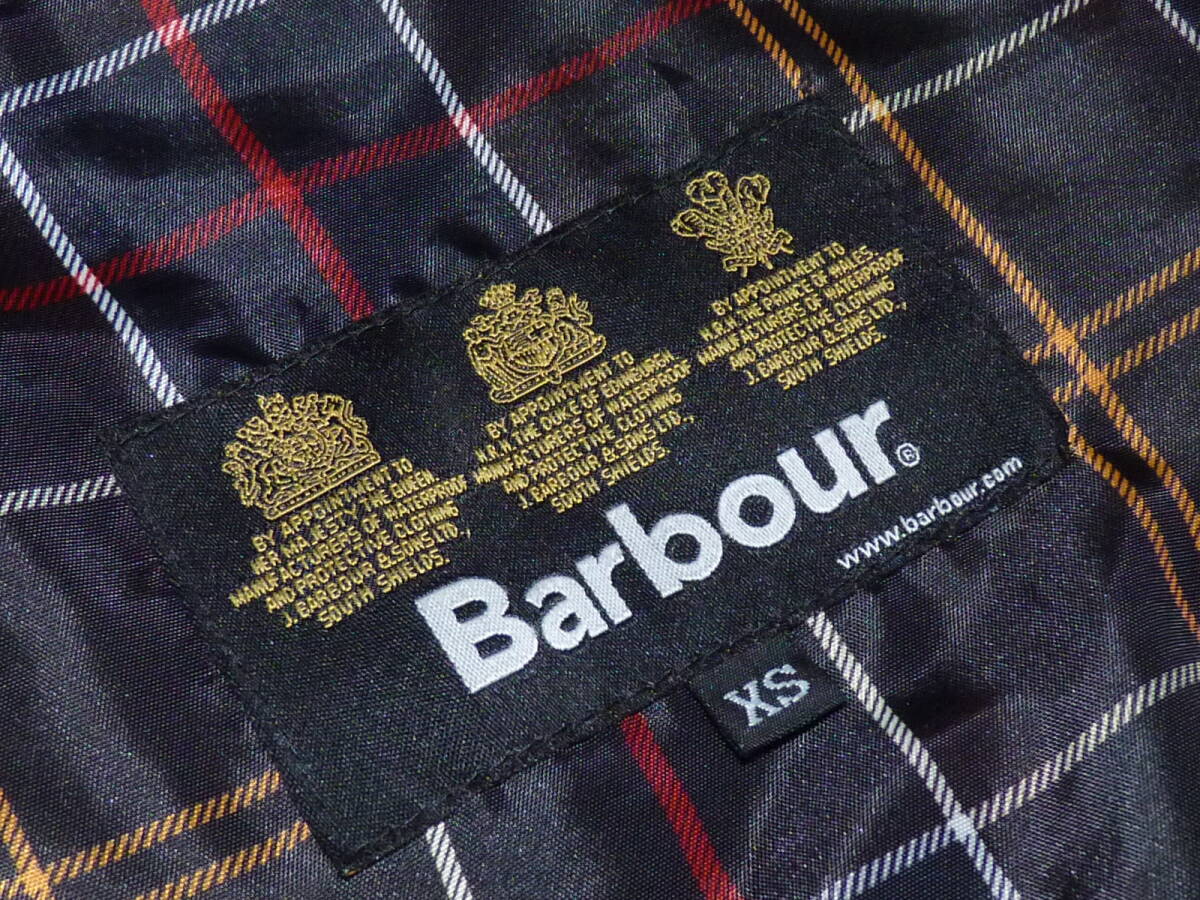 BY APPOINTMENT TO
HER MAJESTY THE QUEEN
MANUFACTURERS OF WATERPROOF
AND PROTECTIVE CLOTHING
J. BARBOUR & SONS LTD.,
SOUTH SHIELDS.
BY APPOINTMENT TO
H.R.H. THE DUKE OF EDINBURGH
MANUFACTURERS OF WATERPROOF
AND PROTECTIVE CLOTHING
J. BARBOUR & SONS LTD.,
SOUTH SHIELDS.
BY APPOINTMENT TO
H.R.H. THE PRINCE OF WALES
MANUFACTURERS OF WATERPROOF
AND PROTECTIVE CLOTHING
J. BARBOUR & SONS LTD.,
SOUTH SHIELDS.
Barbour®
www.barbour.com
XS